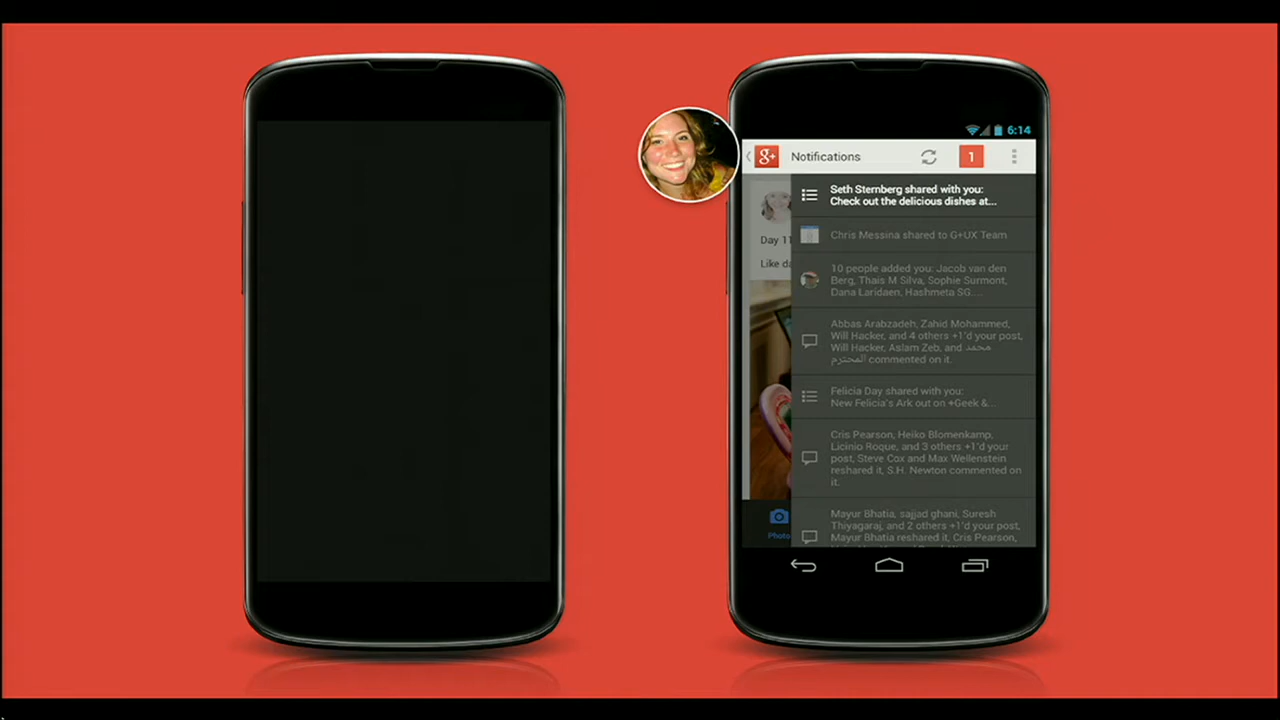 6:14
g+ Notifications 1
Seth Sternberg shared with you:
Check out the delicious dishes at...
Day 11
Chris Messina shared to G+UX Team
Like da
10 people added you: Jacob van den
Berg, Thais M Silva, Sophie Surmont,
Dana Laridaen, Hashmeta SG....
Abbas Arabzadeh, Zahid Mohammed,
Will Hacker, and 4 others +1'd your post,
Will Hacker, Aslam Zeb, and محمد
المحترم commented on it.
Felicia Day shared with you:
New Felicia's Ark out on +Geek &...
Cris Pearson, Heiko Blomenkamp,
Licinio Roque, and 3 others +1'd your
post, Steve Cox and Max Wellenstein
reshared it, S.H. Newton commented on
it.
Mayur Bhatia, sajjad ghani, Suresh
Thiyagaraj, and 2 others +1'd your post,
Mayur Bhatia reshared it, Cris Pearson,
Photo